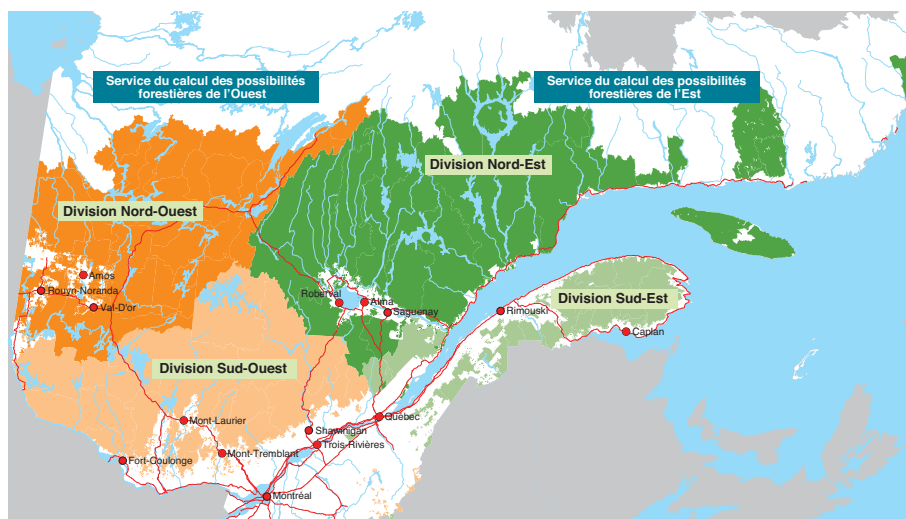 Service du calcul des possibilités
forestières de l'Ouest
Service du calcul des possibilités
forestières de l'Est
Division Nord-Est
Division Nord-Ouest
Amos
Rouyn-Noranda
Val-D'or
Roberval
Alma
Saguenay
Division Sud-Est
Rimouski
Caplan
Division Sud-Ouest
Mont-Laurier
Québec
Shawinigan
Trois-Rivières
Mont-Tremblant
Fort-Coulonge
Montréal